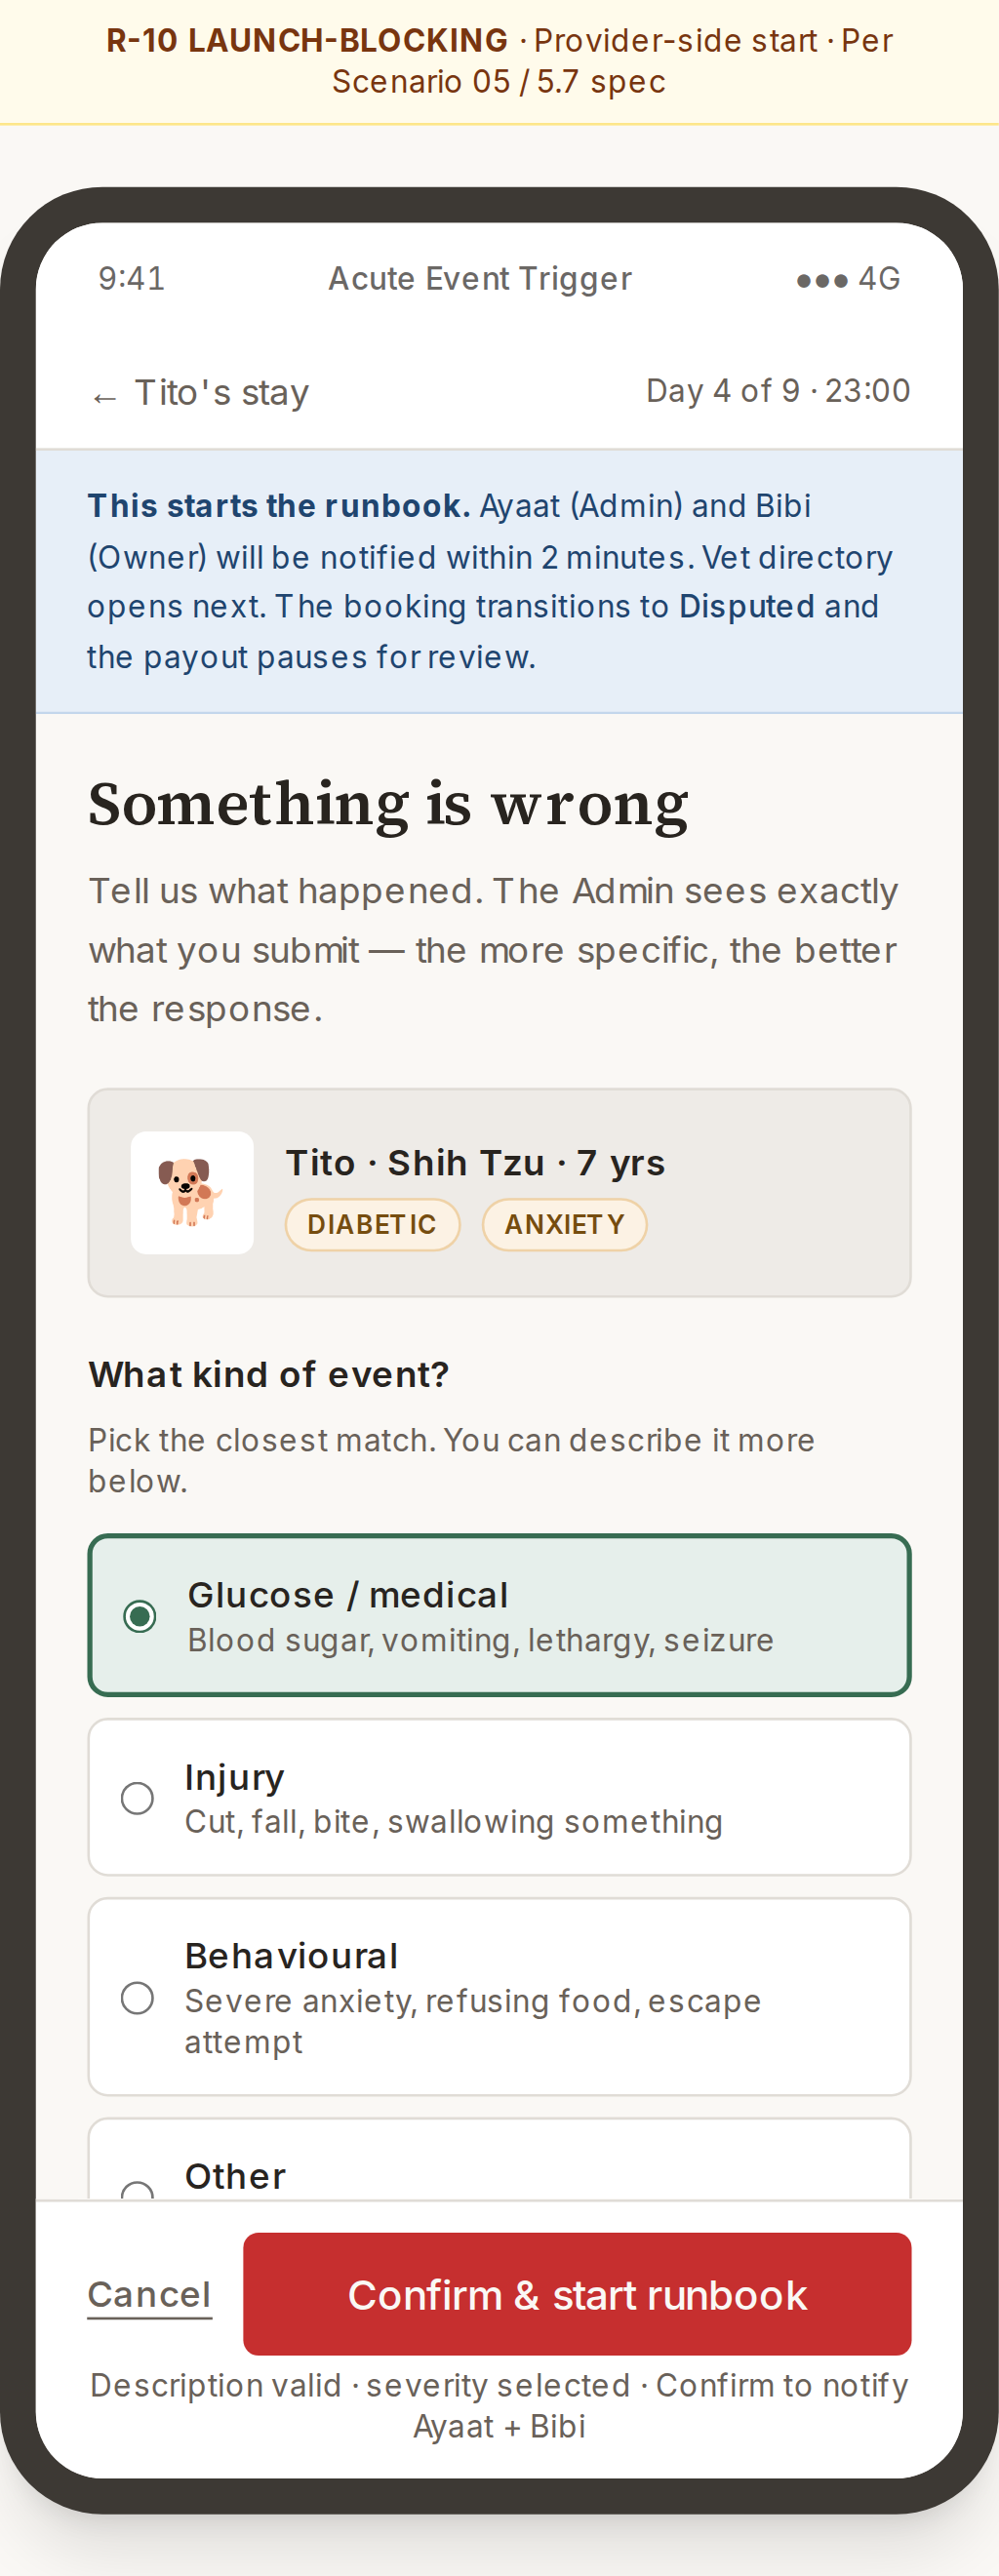 R-10 LAUNCH-BLOCKING · Provider-side start · Per
Scenario 05 / 5.7 spec
9:41 Acute Event Trigger ●●● 4G
← Tito's stay Day 4 of 9 · 23:00
This starts the runbook. Ayaat (Admin) and Bibi
(Owner) will be notified within 2 minutes. Vet directory
opens next. The booking transitions to Disputed and
the payout pauses for review.
Something is wrong
Tell us what happened. The Admin sees exactly
what you submit — the more specific, the better
the response.
Tito · Shih Tzu · 7 yrs
DIABETIC ANXIETY
What kind of event?
Pick the closest match. You can describe it more
below.
Glucose / medical
Blood sugar, vomiting, lethargy, seizure
Injury
Cut, fall, bite, swallowing something
Behavioural
Severe anxiety, refusing food, escape
attempt
Other
Cancel Confirm & start runbook
Description valid · severity selected · Confirm to notify
Ayaat + Bibi